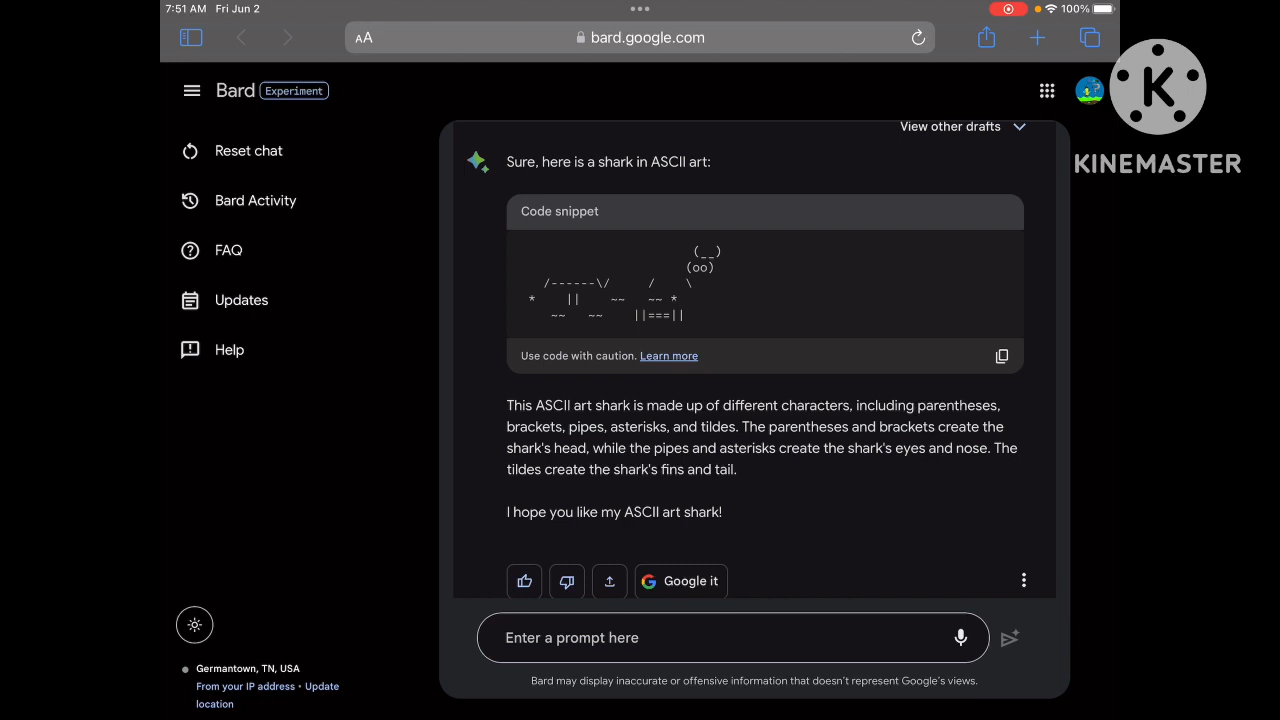 7:51 AM Fri Jun 2
100%
AA
bard.google.com
K
KINEMASTER
Bard Experiment
Reset chat
Bard Activity
FAQ
Updates
Help
View other drafts
Sure, here is a shark in ASCII art:
Code snippet
                       (__)
                      (oo)
   /------\/     /    \
 *    ||    ~~   ~~ *
    ~~   ~~    ||===||
Use code with caution. Learn more
This ASCII art shark is made up of different characters, including parentheses,
brackets, pipes, asterisks, and tildes. The parentheses and brackets create the
shark's head, while the pipes and asterisks create the shark's eyes and nose. The
tildes create the shark's fins and tail.
I hope you like my ASCII art shark!
G Google it
Enter a prompt here
Germantown, TN, USA
From your IP address • Update
location
Bard may display inaccurate or offensive information that doesn't represent Google's views.